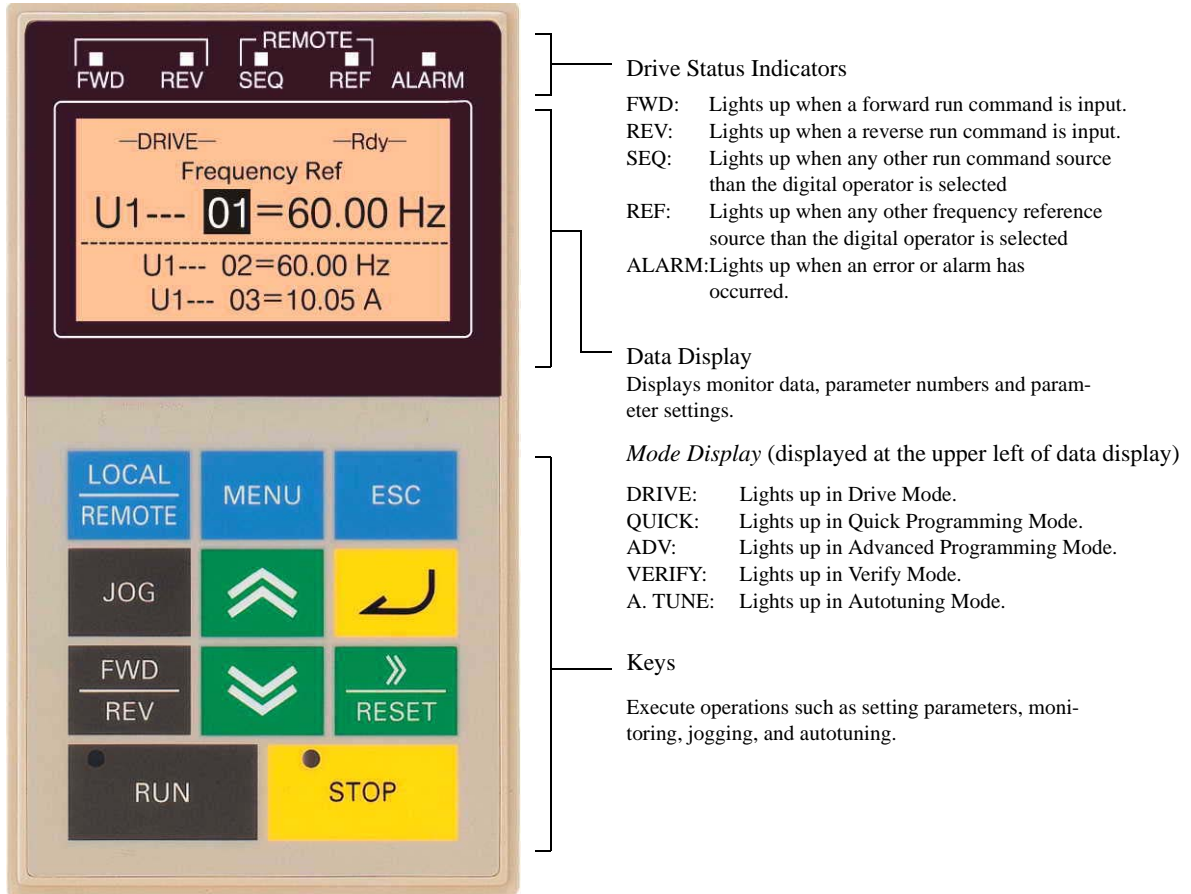 REMOTE
FWD REV SEQ REF ALARM
—DRIVE— —Rdy—
Frequency Ref
U1--- 01=60.00 Hz
U1--- 02=60.00 Hz
U1--- 03=10.05 A
LOCAL
REMOTE
MENU
ESC
JOG
FWD
REV
RESET
RUN
STOP
Drive Status Indicators
FWD: Lights up when a forward run command is input.
REV: Lights up when a reverse run command is input.
SEQ: Lights up when any other run command source
than the digital operator is selected
REF: Lights up when any other frequency reference
source than the digital operator is selected
ALARM:Lights up when an error or alarm has
occurred.
Data Display
Displays monitor data, parameter numbers and param-
eter settings.
Mode Display (displayed at the upper left of data display)
DRIVE: Lights up in Drive Mode.
QUICK: Lights up in Quick Programming Mode.
ADV: Lights up in Advanced Programming Mode.
VERIFY: Lights up in Verify Mode.
A. TUNE: Lights up in Autotuning Mode.
Keys
Execute operations such as setting parameters, moni-
toring, jogging, and autotuning.